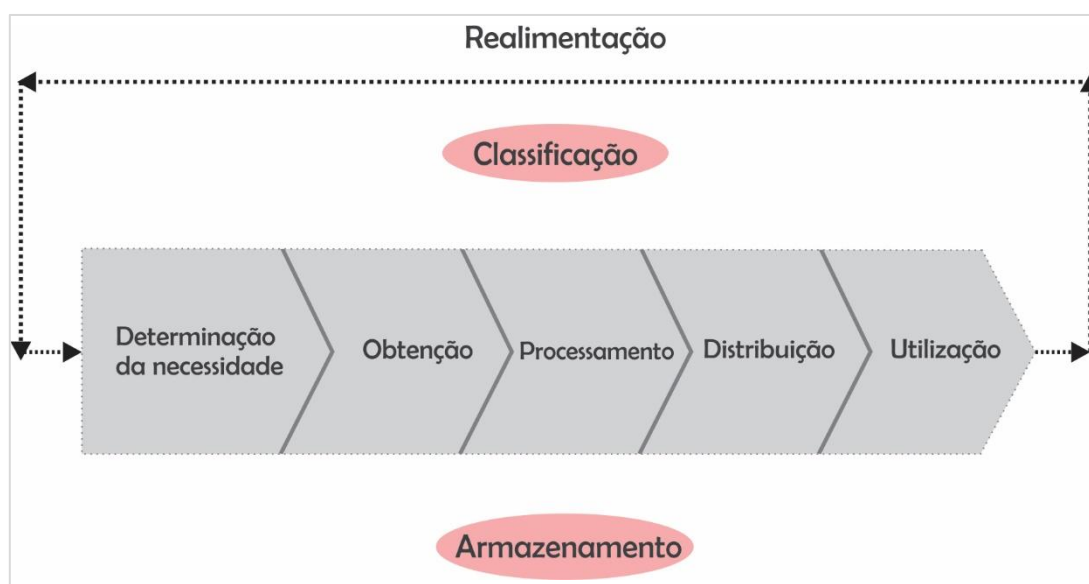 Realimentação
Classificação
Determinação
da necessidade
Obtenção
Processamento
Distribuição
Utilização
Armazenamento